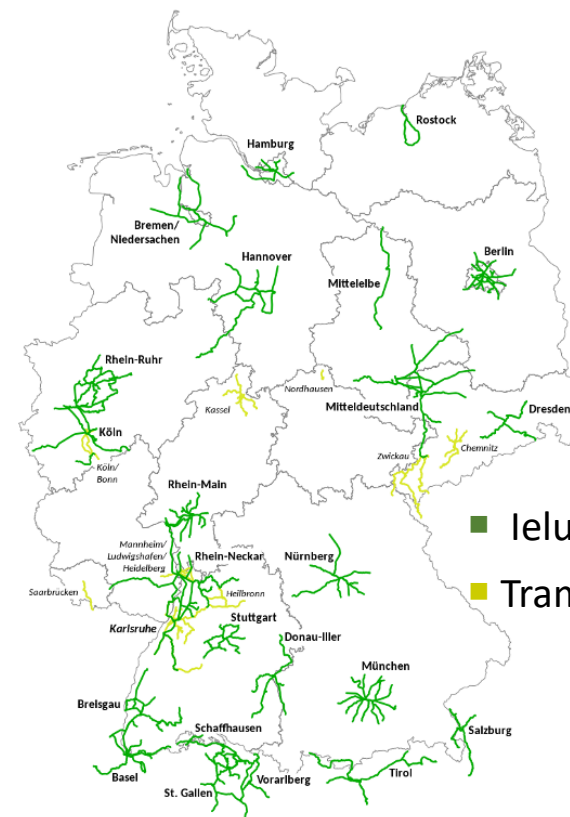 Rostock
Hamburg
Bremen/
Niedersachen
Hannover
Berlin
Mittelelbe
Rhein-Ruhr
Nordhausen
Kassel
Mitteldeutschland
Dresden
Köln
Chemnitz
Zwickau
Köln/
Bonn
Rhein-Main
Ielu
Mannheim/
Ludwigshafen/
Heidelberg
Rhein-Neckar
Nürnberg
Saarbrücken
Heilbronn
Tran
Karlsruhe
Stuttgart
Donau-Iller
München
Breisgau
Schaffhausen
Salzburg
Basel
Vorarlberg
Tirol
St. Gallen